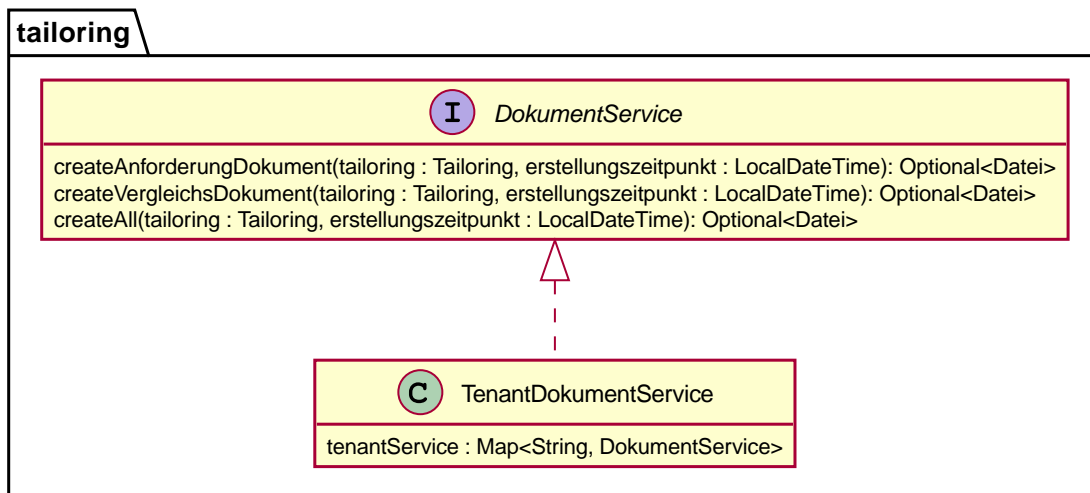 tailoring
I DokumentService
createAnforderungDokument(tailoring : Tailoring, erstellungszeitpunkt : LocalDateTime): Optional<Datei>
createVergleichsDokument(tailoring : Tailoring, erstellungszeitpunkt : LocalDateTime): Optional<Datei>
createAll(tailoring : Tailoring, erstellungszeitpunkt : LocalDateTime): Optional<Datei>
C TenantDokumentService
tenantService : Map<String, DokumentService>